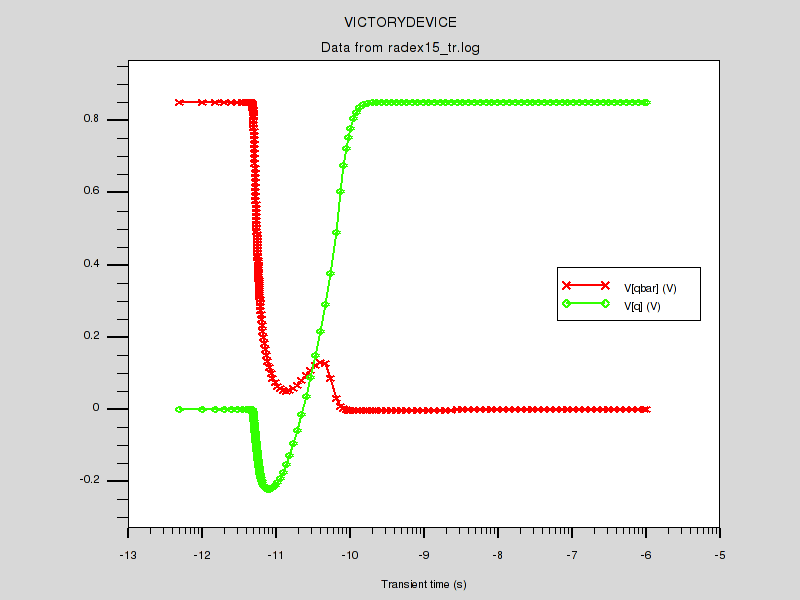 VICTORYDEVICE
Data from radex15_tr.log
0.8
0.6
0.4
0.2
0
-0.2
V[qbar] (V)
V[q] (V)
-13 -12 -11 -10 -9 -8 -7 -6 -5
Transient time (s)